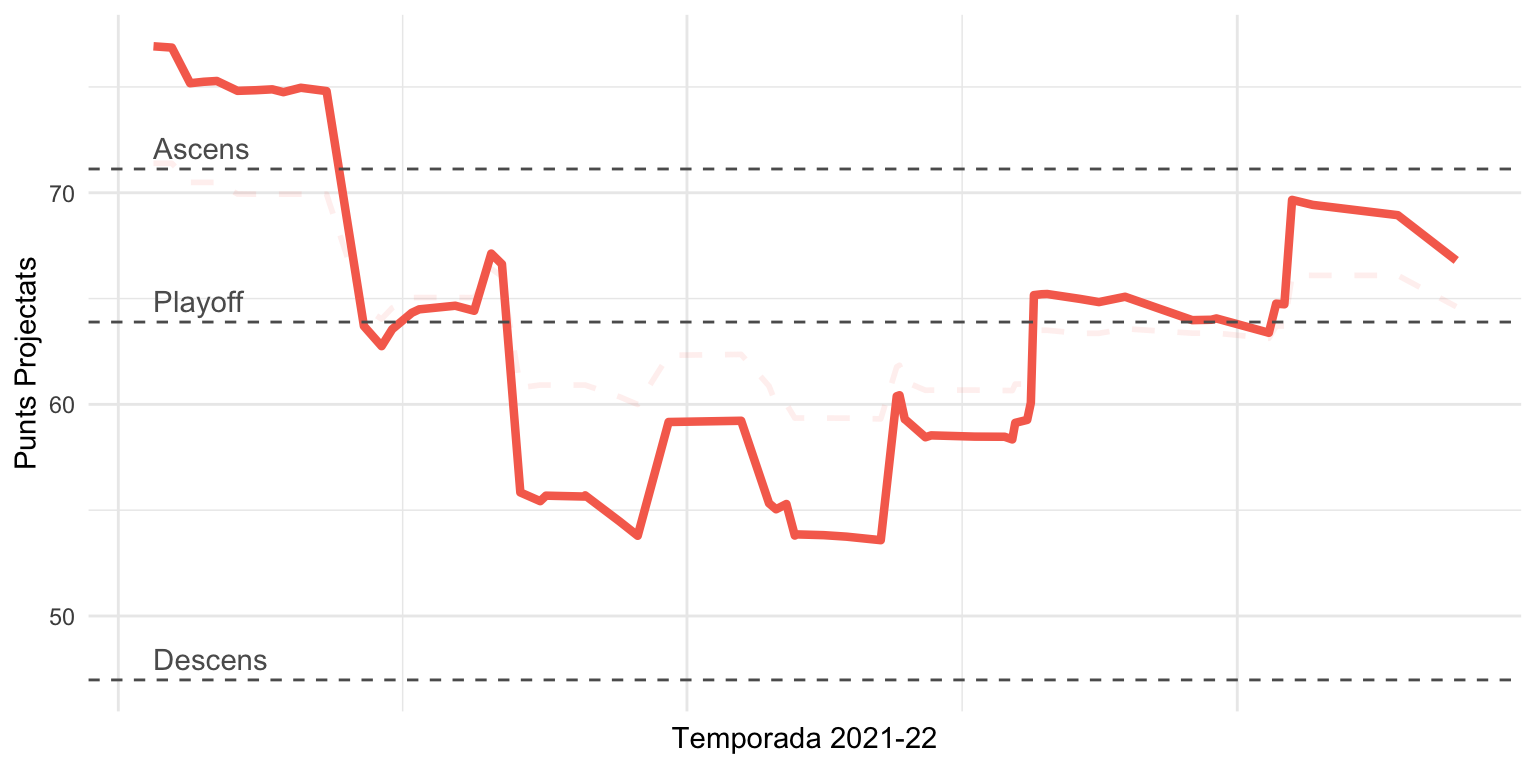 Ascens
70
Playoff
60
50
Descens
Punts Projectats
Temporada 2021-22